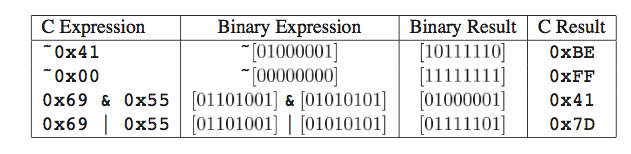 C Expression Binary Expression Binary Result C Result
~0x41 ~[01000001] [10111110] 0xBE
~0x00 ~[00000000] [11111111] 0xFF
0x69 & 0x55 [01101001] & [01010101] [01000001] 0x41
0x69 | 0x55 [01101001] | [01010101] [01111101] 0x7D